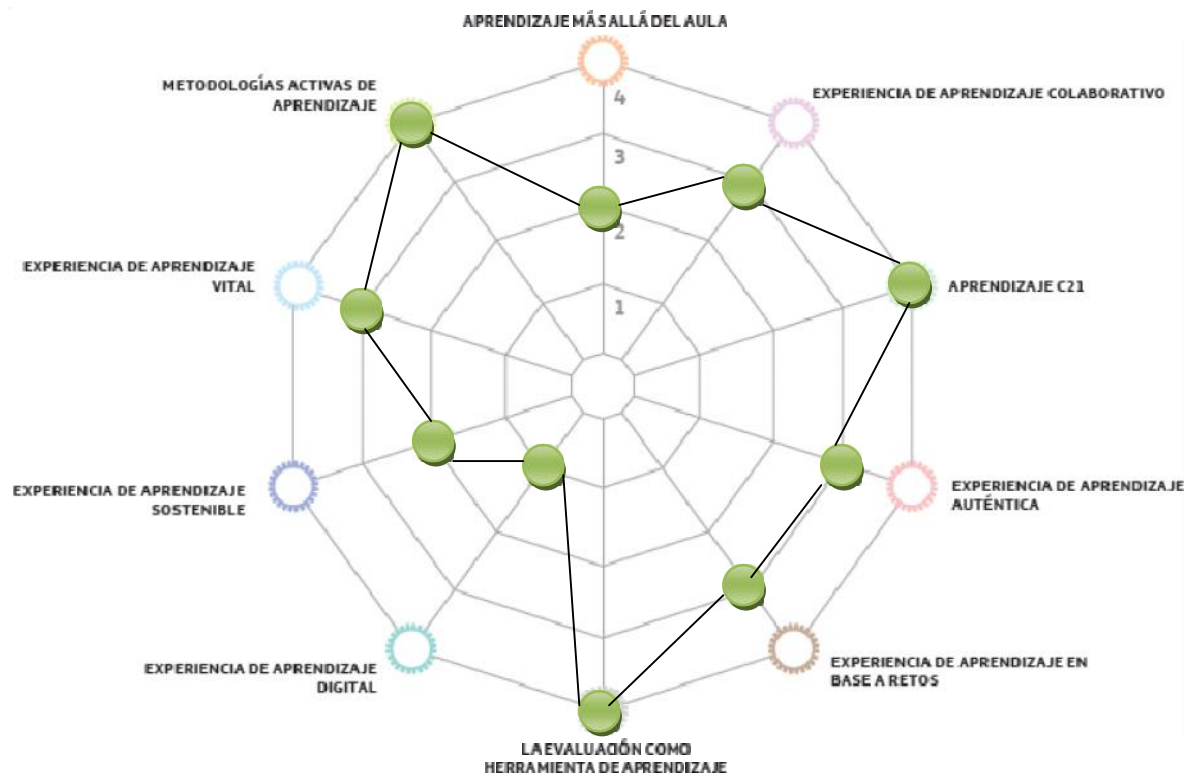 APRENDIZAJE MÁS ALLÁ DEL AULA
METODOLOGÍAS ACTIVAS DE
APRENDIZAJE
EXPERIENCIA DE APRENDIZAJE COLABORATIVO
4
3
2
1
EXPERIENCIA DE APRENDIZAJE
VITAL
APRENDIZAJE C21
EXPERIENCIA DE APRENDIZAJE
SOSTENIBLE
EXPERIENCIA DE APRENDIZAJE
AUTÉNTICA
EXPERIENCIA DE APRENDIZAJE
DIGITAL
EXPERIENCIA DE APRENDIZAJE EN
BASE A RETOS
LA EVALUACIÓN COMO
HERRAMIENTA DE APRENDIZAJE